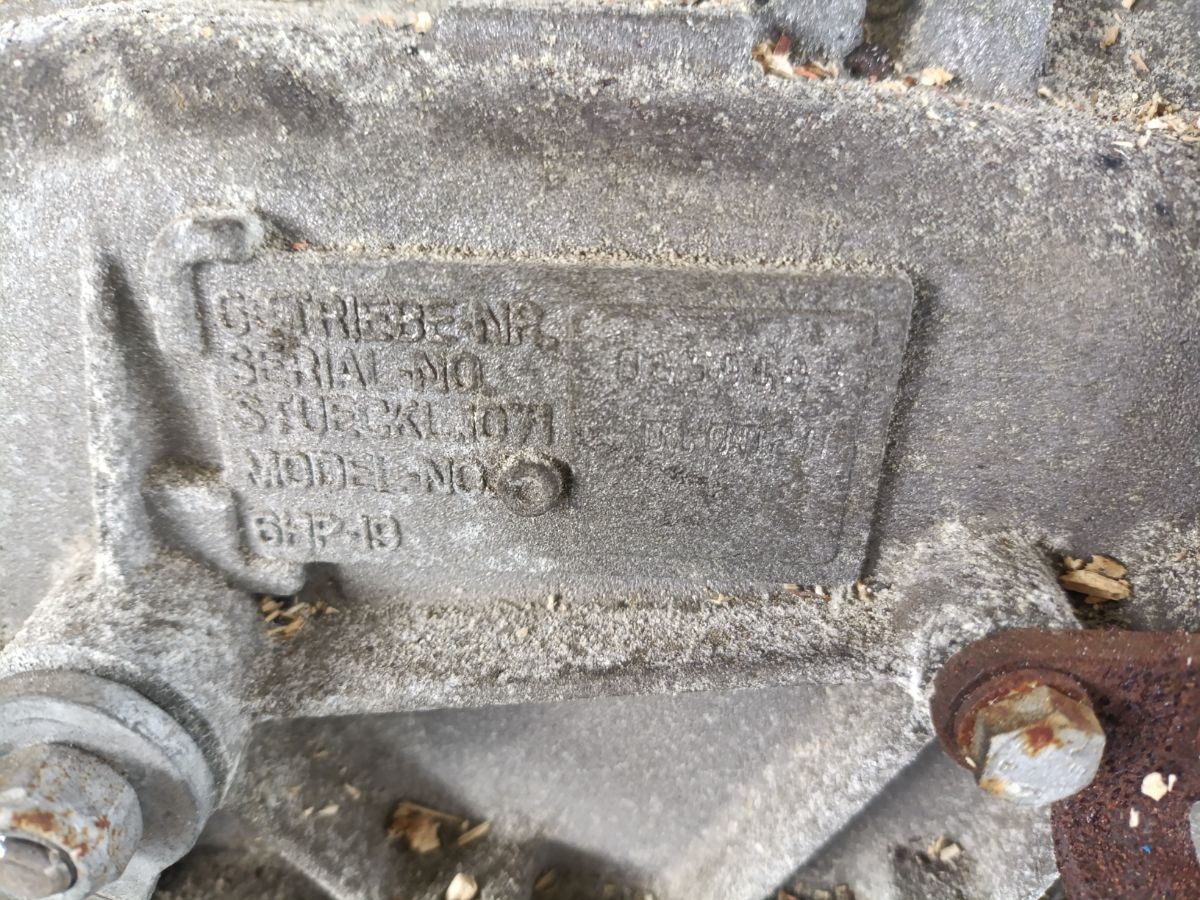 GETRIEBE-NR.
SERIAL-NO.
STUECKL.1071
MODEL-NO.
6HP-19